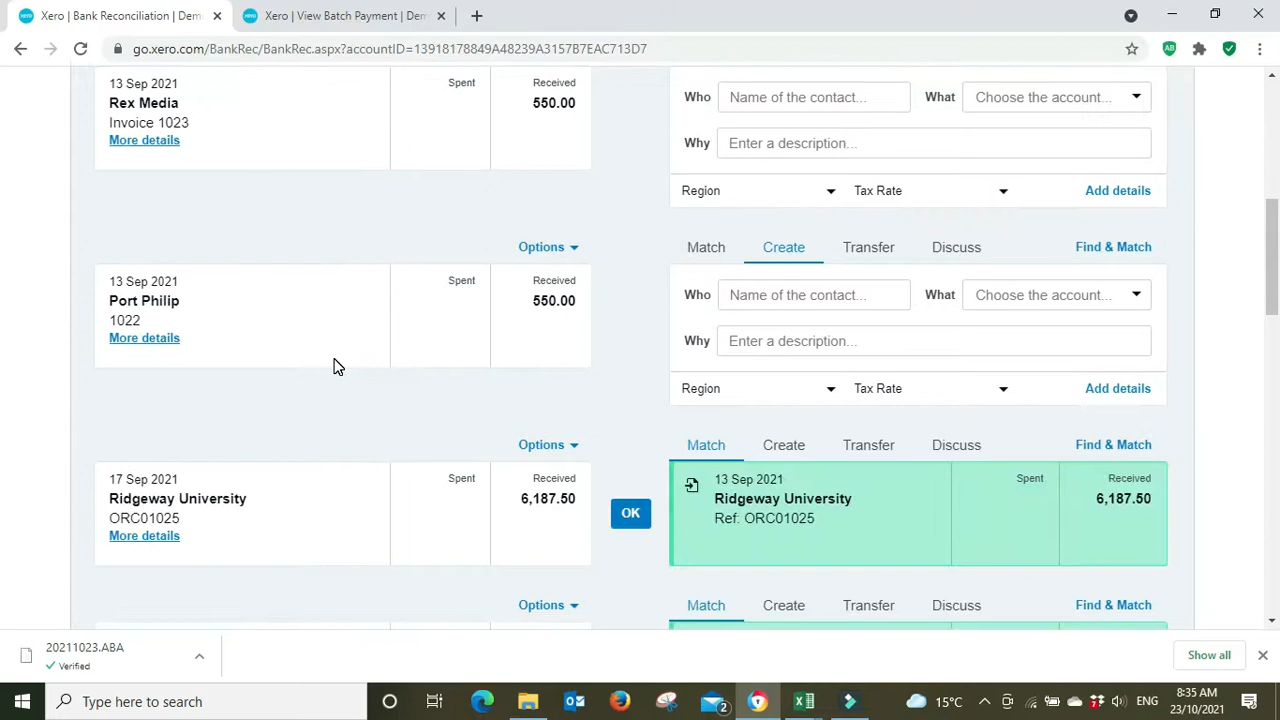 Xero | Bank Reconciliation | Dem
Xero | View Batch Payment | Dem
go.xero.com/BankRec/BankRec.aspx?accountID=13918178849A48239A3157B7EAC713D7
13 Sep 2021
Rex Media
Invoice 1023
More details
Spent
Received
550.00
Who Name of the contact... What Choose the account...
Why Enter a description...
Region Tax Rate Add details
Options
Match Create Transfer Discuss Find & Match
13 Sep 2021
Port Philip
1022
More details
Spent
Received
550.00
Who Name of the contact... What Choose the account...
Why Enter a description...
Region Tax Rate Add details
Options
Match Create Transfer Discuss Find & Match
17 Sep 2021
Ridgeway University
ORC01025
More details
Spent
Received
6,187.50
OK
13 Sep 2021
Ridgeway University
Ref: ORC01025
Spent
Received
6,187.50
Options
Match Create Transfer Discuss Find & Match
20211023.ABA
Verified
Show all
Type here to search
2
15°C
7
ENG
8:35 AM
23/10/2021